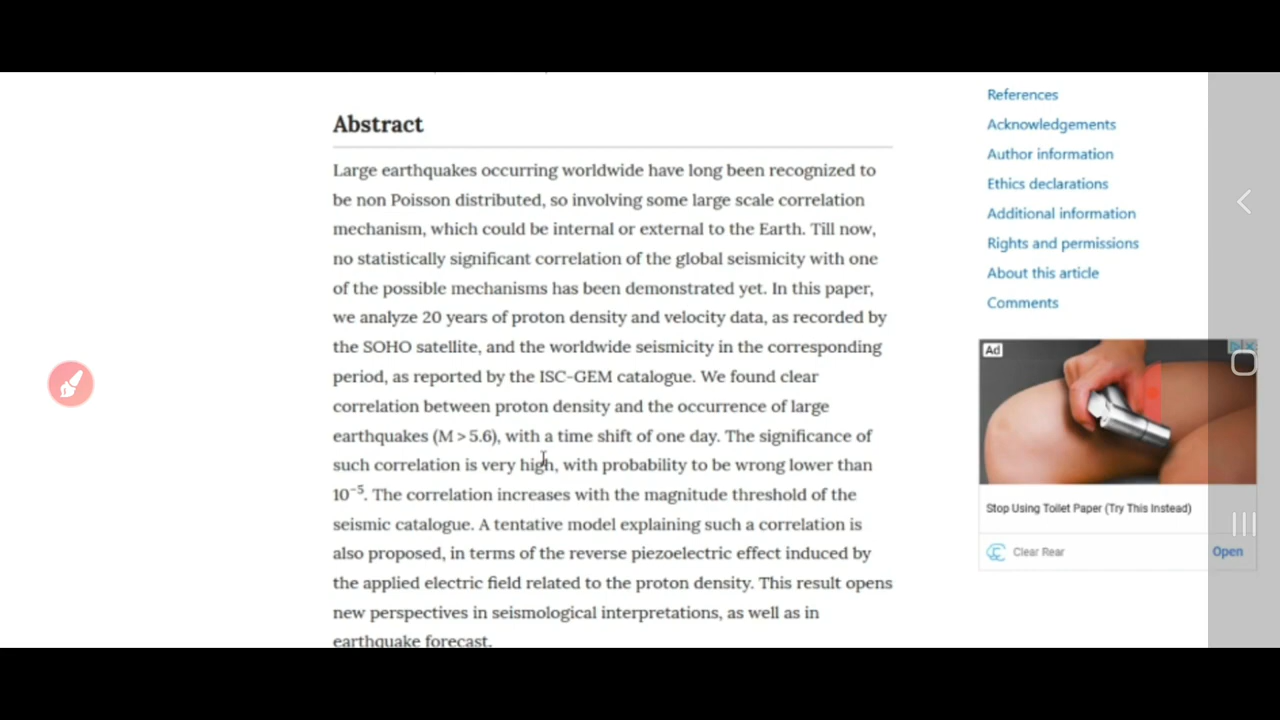 Abstract
Large earthquakes occurring worldwide have long been recognized to
be non Poisson distributed, so involving some large scale correlation
mechanism, which could be internal or external to the Earth. Till now,
no statistically significant correlation of the global seismicity with one
of the possible mechanisms has been demonstrated yet. In this paper,
we analyze 20 years of proton density and velocity data, as recorded by
the SOHO satellite, and the worldwide seismicity in the corresponding
period, as reported by the ISC-GEM catalogue. We found clear
correlation between proton density and the occurrence of large
earthquakes (M > 5.6), with a time shift of one day. The significance of
such correlation is very high, with probability to be wrong lower than
10⁻⁵. The correlation increases with the magnitude threshold of the
seismic catalogue. A tentative model explaining such a correlation is
also proposed, in terms of the reverse piezoelectric effect induced by
the applied electric field related to the proton density. This result opens
new perspectives in seismological interpretations, as well as in
earthquake forecast.
References
Acknowledgements
Author information
Ethics declarations
Additional information
Rights and permissions
About this article
Comments
Ad
Stop Using Toilet Paper (Try This Instead)
Clear Rear
Open